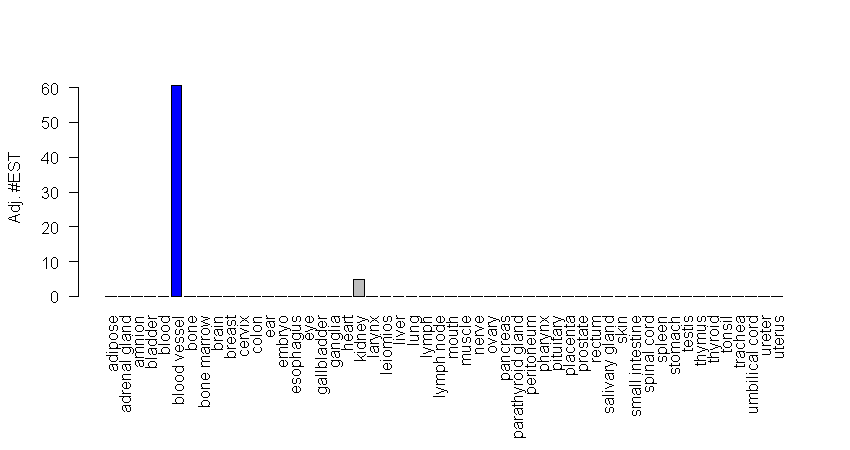 60
50
40
30
20
10
0
Adj. #EST
adipose
adrenal gland
amnion
bladder
blood
blood vessel
bone
bone marrow
brain
breast
cervix
colon
ear
embryo
esophagus
eye
gallbladder
ganglia
heart
kidney
larynx
leiomios
liver
lung
lymph
lymph node
mouth
muscle
nerve
ovary
pancreas
parathyroid gland
peritoneum
pharynx
pituitary
placenta
prostate
rectum
salivary gland
skin
small intestine
spinal cord
spleen
stomach
testis
thymus
thyroid
tonsil
trachea
umbilical cord
ureter
uterus